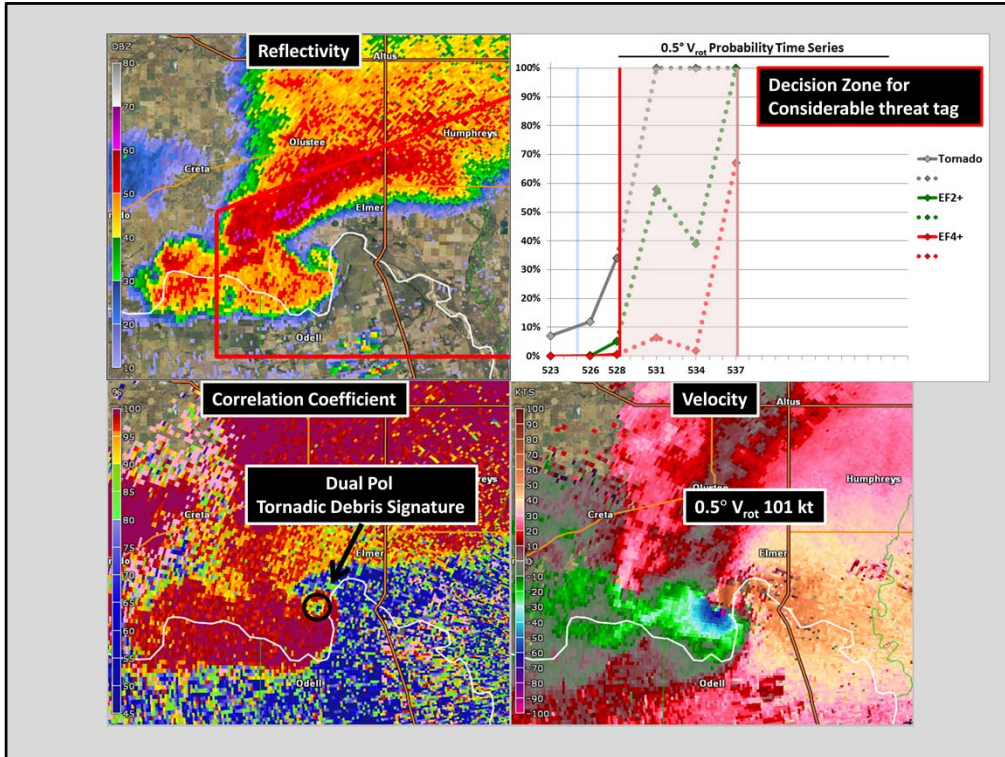 DBZ
Reflectivity
Altus
80
70
60
50
40
30
20
10
Humphreys
Olustee
Creta
Elmer
Odell
0.5° Vrot Probability Time Series
100%
90%
80%
70%
60%
50%
40%
30%
20%
10%
0%
523
526
528
531
534
537
Decision Zone for
Considerable threat tag
Tornado
EF2+
EF4+
%
Correlation Coefficient
100
95
90
85
80
75
70
65
60
55
50
45
Dual Pol
Tornadic Debris Signature
Creta
Elmer
Odell
KTS
Velocity
Altus
100
90
80
70
60
50
40
30
20
10
0
-10
-20
-30
-40
-50
-60
-70
-80
-90
-100
Humphreys
Olustee
Creta
0.5° Vrot 101 kt
Elmer
Odell